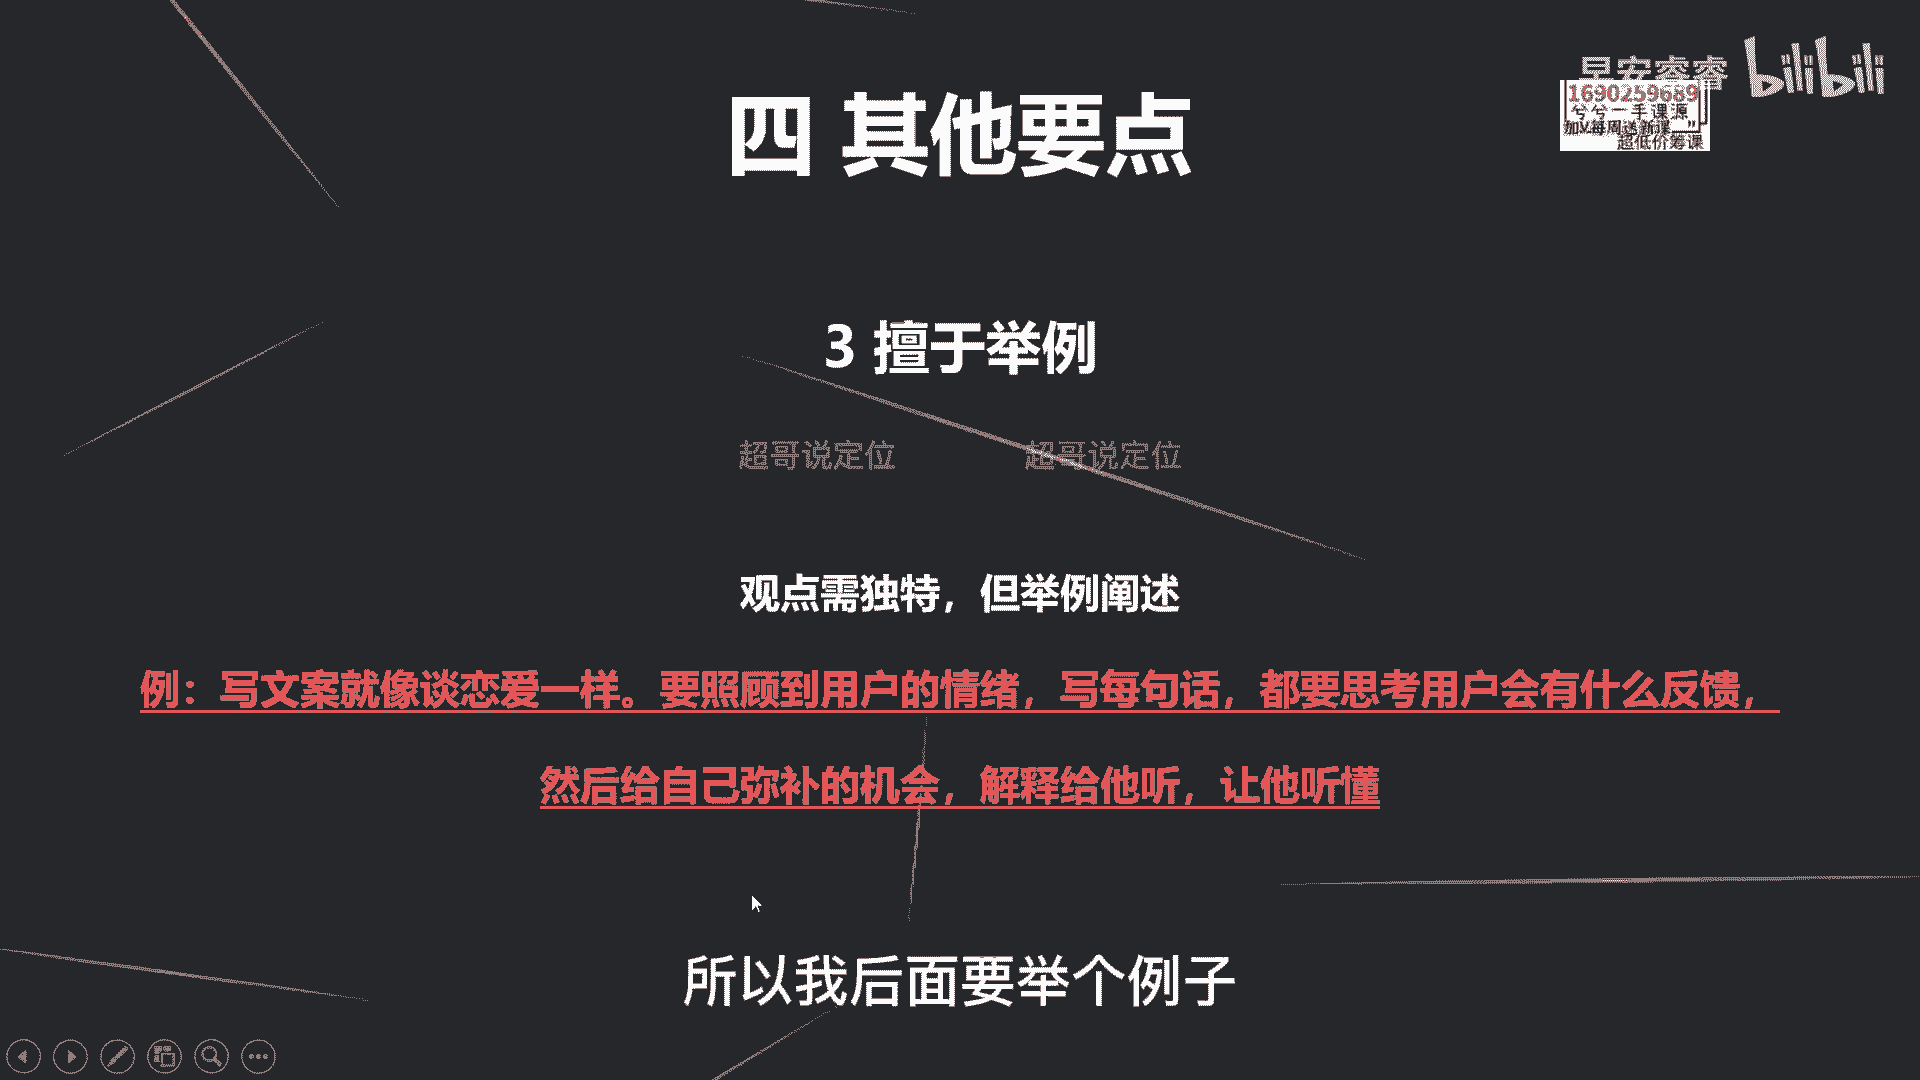 早安睿睿 bilibili
1690259689
兮兮一手课源
加V每周送新课
超低价筹课
四 其他要点
3 擅于举例
超哥说定位 超哥说定位
观点需独特，但举例阐述
例：写文案就像谈恋爱一样。要照顾到用户的情绪，写每句话，都要思考用户会有什么反馈，
然后给自己弥补的机会，解释给他听，让他听懂
所以我后面要举个例子